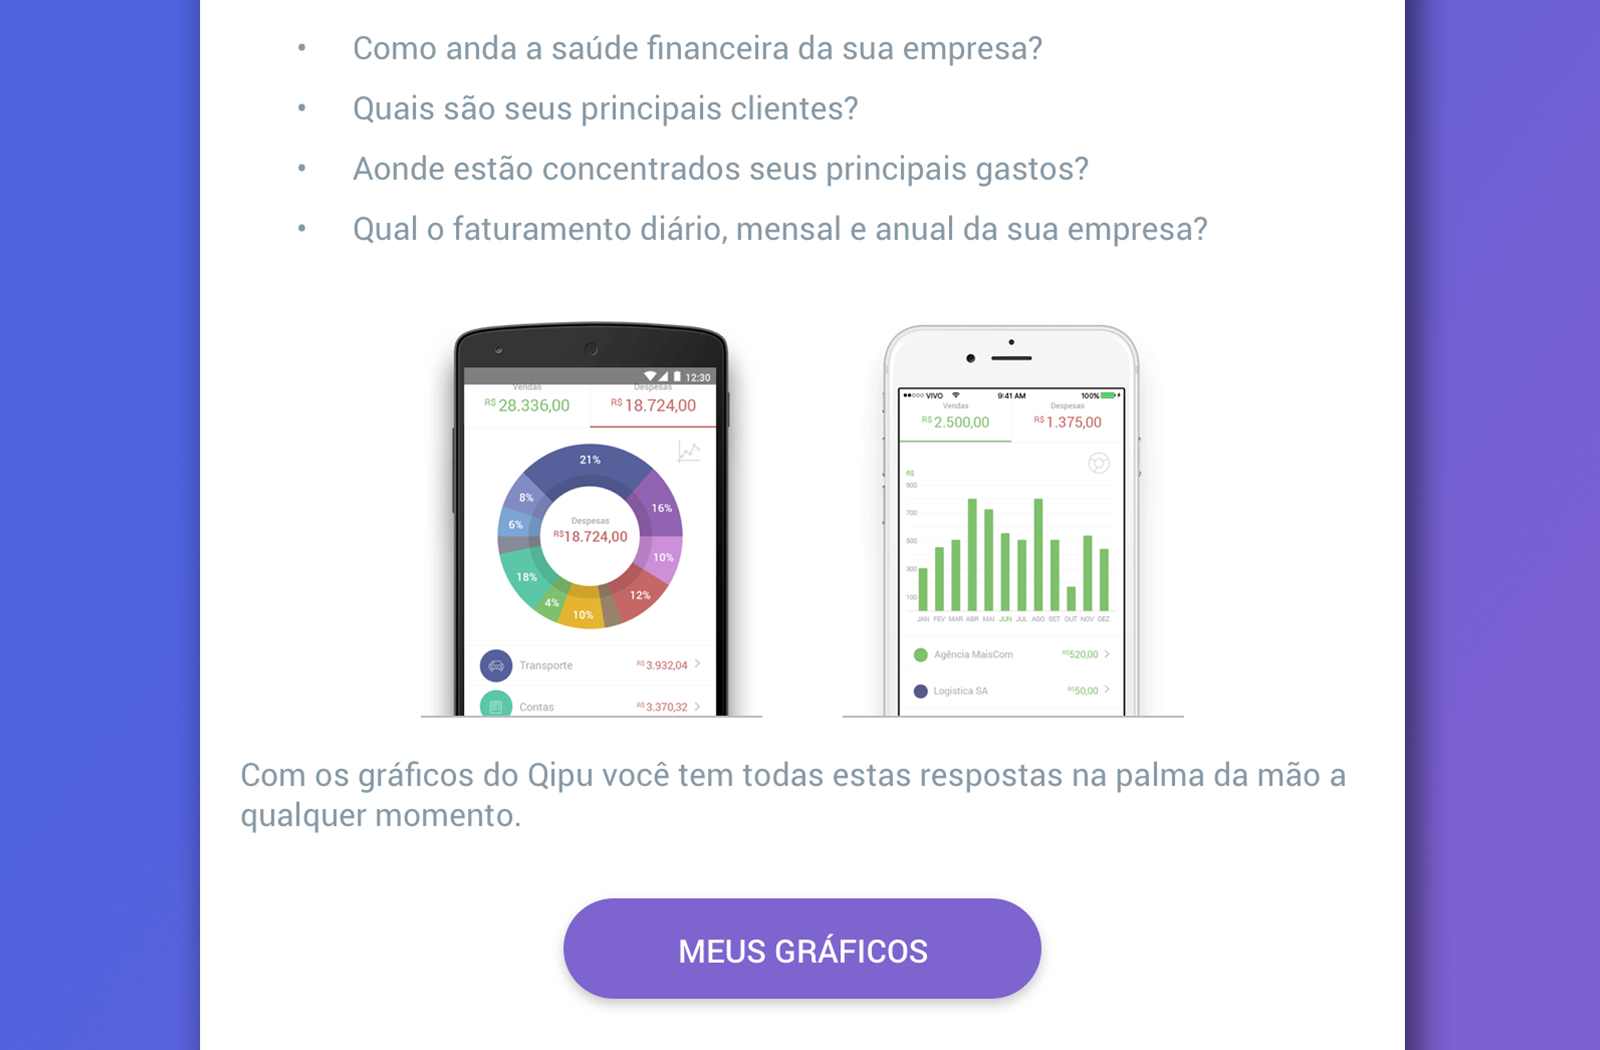 • Como anda a saúde financeira da sua empresa?
• Quais são seus principais clientes?
• Aonde estão concentrados seus principais gastos?
• Qual o faturamento diário, mensal e anual da sua empresa?
12:30
Vendas Despesas
R$ 28.336,00 R$ 18.724,00
21%
8%
16%
6%
Despesas
R$18.724,00
10%
18%
12%
4%
10%
Transporte R$ 3.932,04
Contas R$ 3.370,32
VIVO 9:41 AM 100%
Vendas Despesas
R$ 2.500,00 R$ 1.375,00
R$
900
700
500
300
100
JAN FEV MAR ABR MAI JUN JUL AGO SET OUT NOV DEZ
Agência MaisCom R$520,00
Logística SA R$50,00
Com os gráficos do Qipu você tem todas estas respostas na palma da mão a
qualquer momento.
MEUS GRÁFICOS